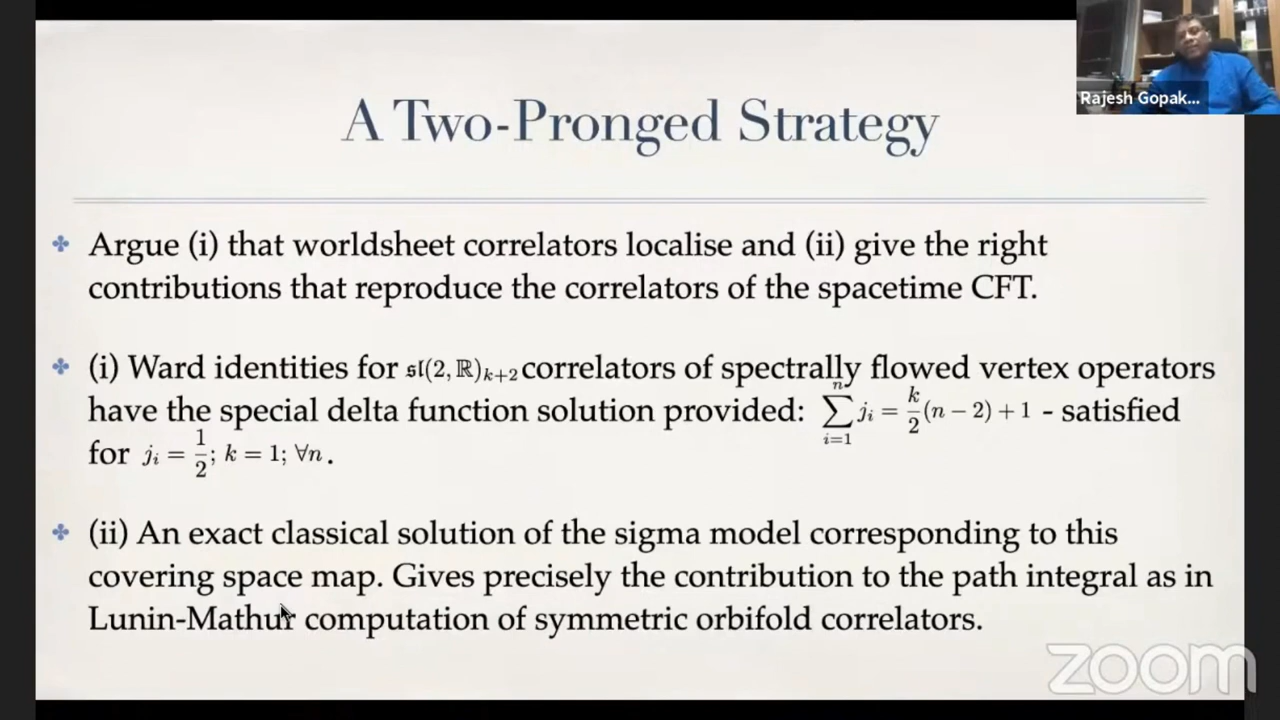 Rajesh Gopak...
A Two-Pronged Strategy
Argue (i) that worldsheet correlators localise and (ii) give the right
contributions that reproduce the correlators of the spacetime CFT.
(i) Ward identities for 𝔰𝔩(2, ℝ)ₖ₊₂ correlators of spectrally flowed vertex operators
have the special delta function solution provided: \sum_{i=1}^{n} j_i = \frac{k}{2}(n − 2) + 1 - satisfied
for j_i = \frac{1}{2}; k = 1; ∀n.
(ii) An exact classical solution of the sigma model corresponding to this
covering space map. Gives precisely the contribution to the path integral as in
Lunin-Mathur computation of symmetric orbifold correlators.
zoom